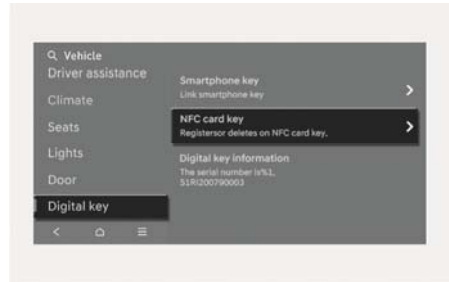 Vehicle
Driver assistance
Climate
Seats
Lights
Door
Digital key
Smartphone key
Link smartphone key
NFC card key
Registersor deletes on NFC card key.
Digital key information
The serial number is%1,
51RI200790003